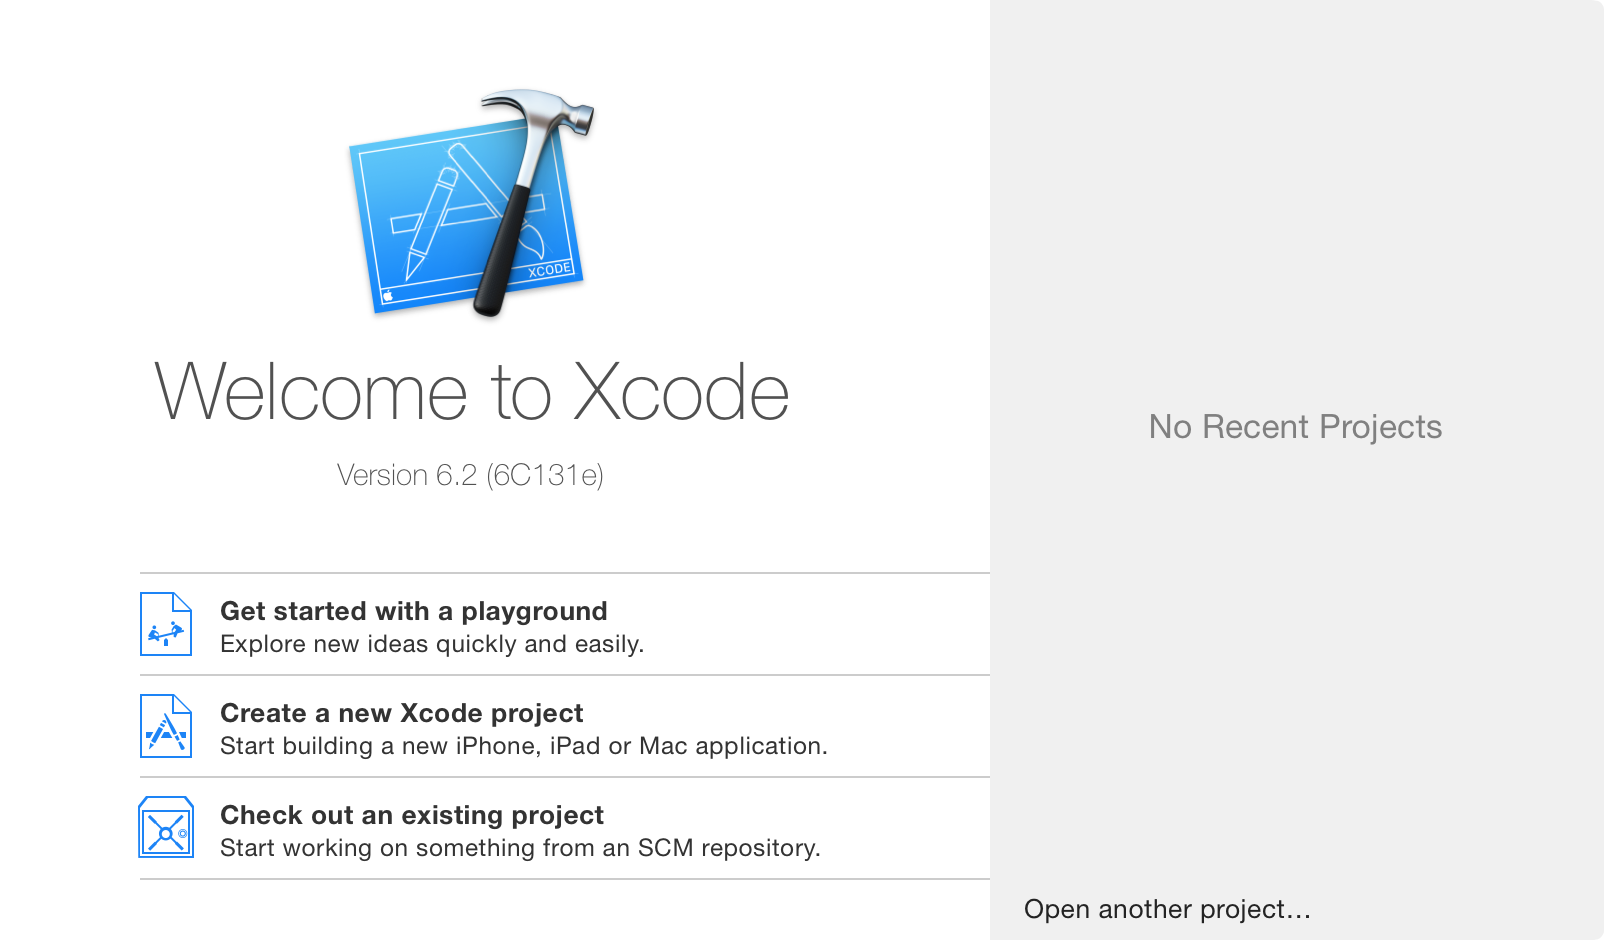 XCODE
Welcome to Xcode
Version 6.2 (6C131e)
Get started with a playground
Explore new ideas quickly and easily.
Create a new Xcode project
Start building a new iPhone, iPad or Mac application.
Check out an existing project
Start working on something from an SCM repository.
No Recent Projects
Open another project…